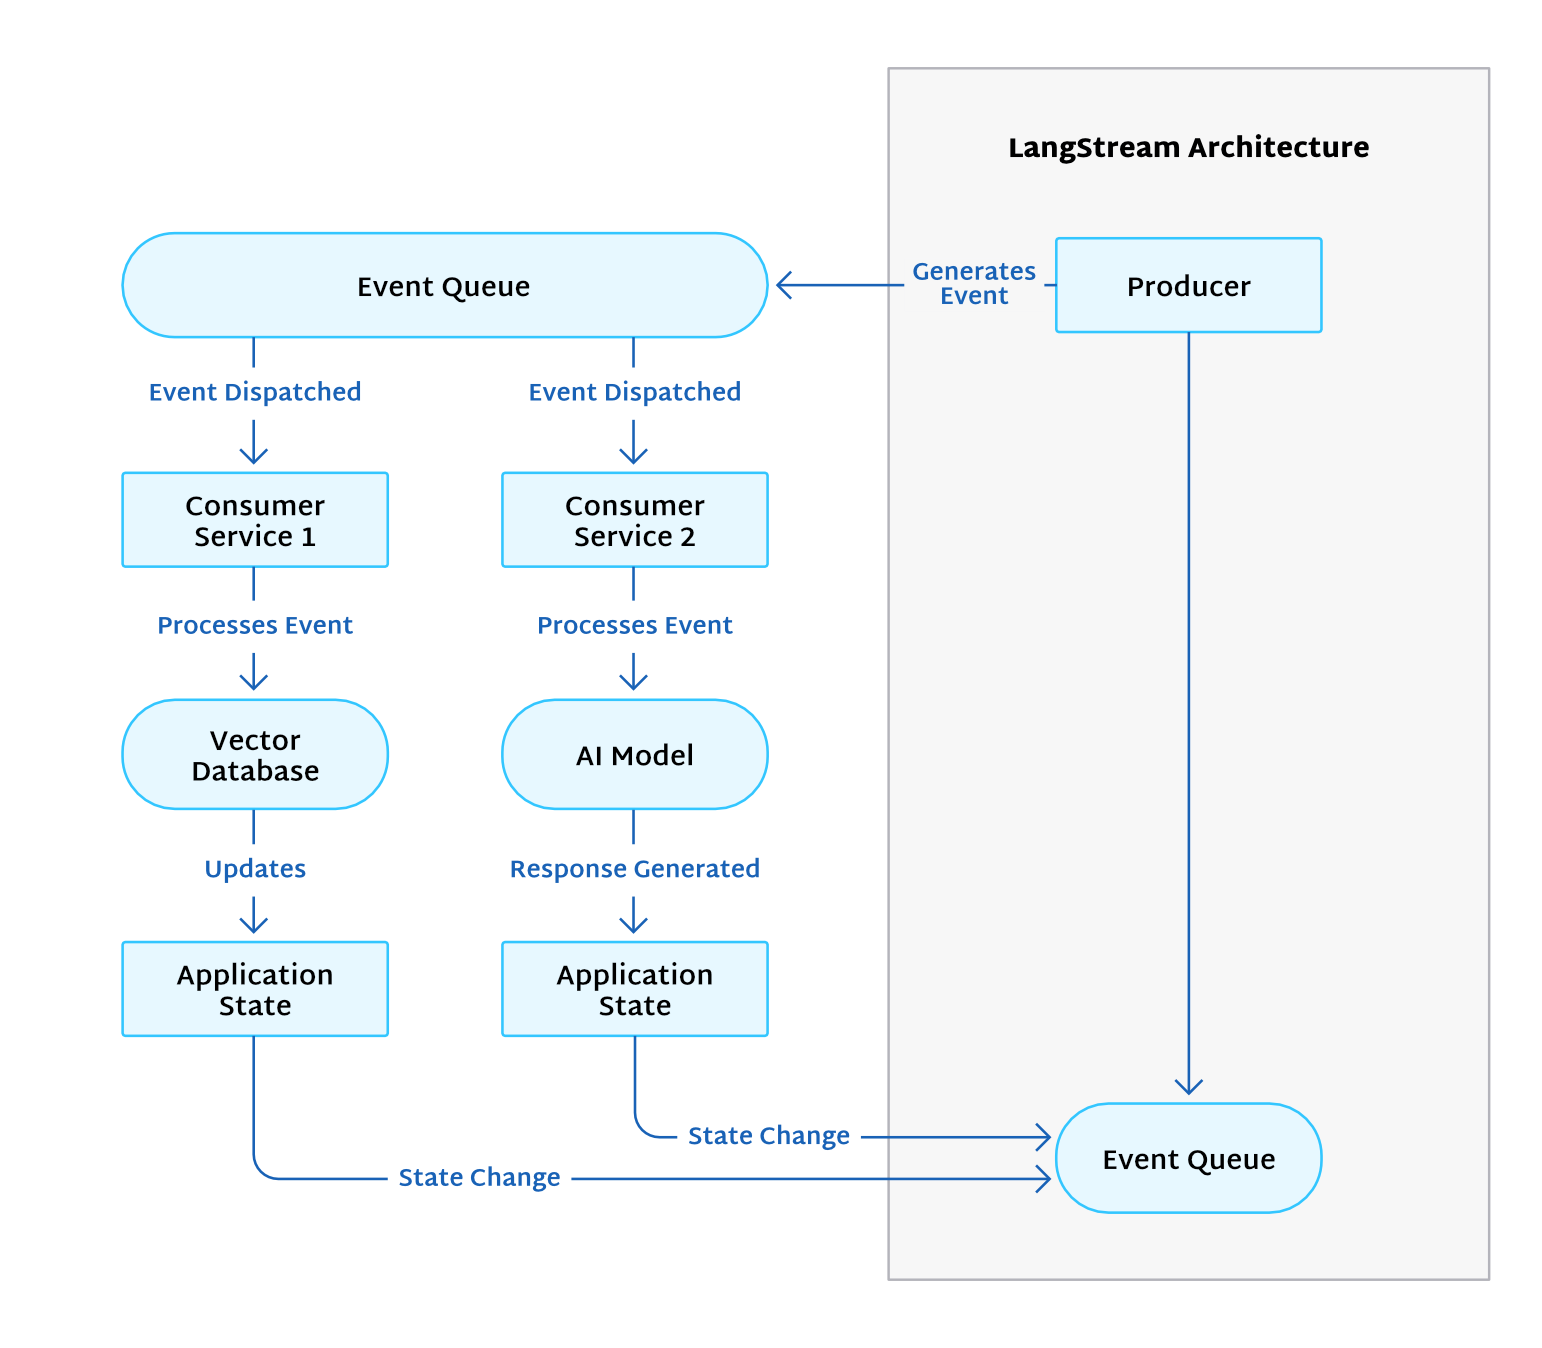 LangStream Architecture
Event Queue
Generates
Event
Producer
Event Dispatched
Event Dispatched
Consumer
Service 1
Consumer
Service 2
Processes Event
Processes Event
Vector
Database
AI Model
Updates
Response Generated
Application
State
Application
State
State Change
State Change
Event Queue